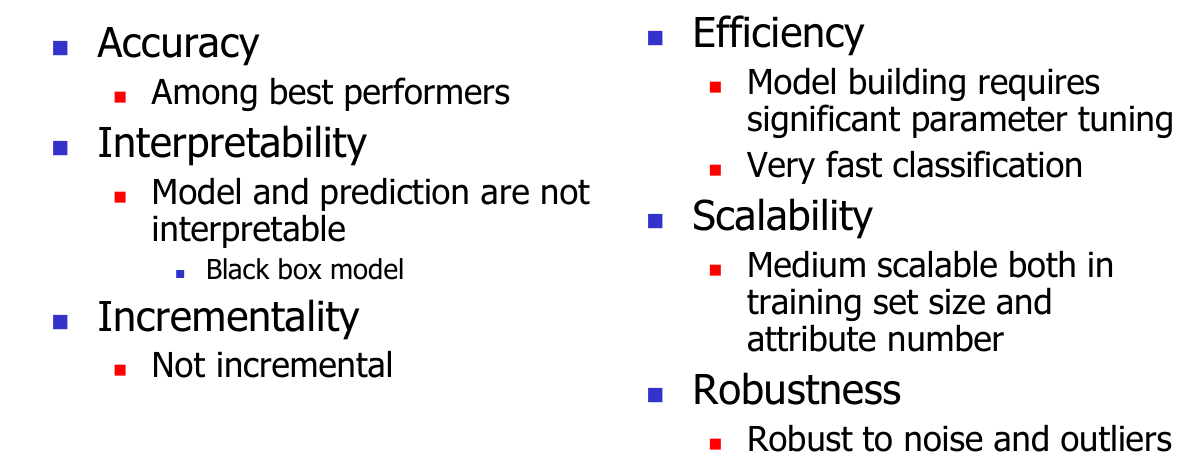 Accuracy
Among best performers
Interpretability
Model and prediction are not
interpretable
Black box model
Incrementality
Not incremental
Efficiency
Model building requires
significant parameter tuning
Very fast classification
Scalability
Medium scalable both in
training set size and
attribute number
Robustness
Robust to noise and outliers